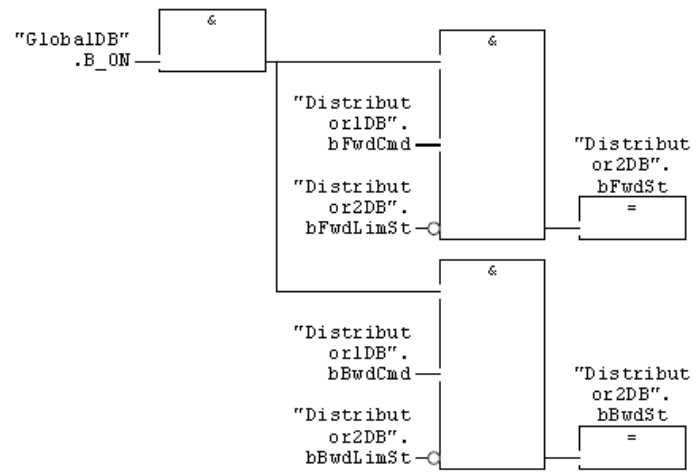 &
"GlobalDB"
.B_ON
&
"Distribut
or1DB".
bFwdCmd
"Distribut
or2DB".
bFwdLimSt
"Distribut
or2DB".
bFwdSt
=
&
"Distribut
or1DB".
bBwdCmd
"Distribut
or2DB".
bBwdLimSt
"Distribut
or2DB".
bBwdSt
=